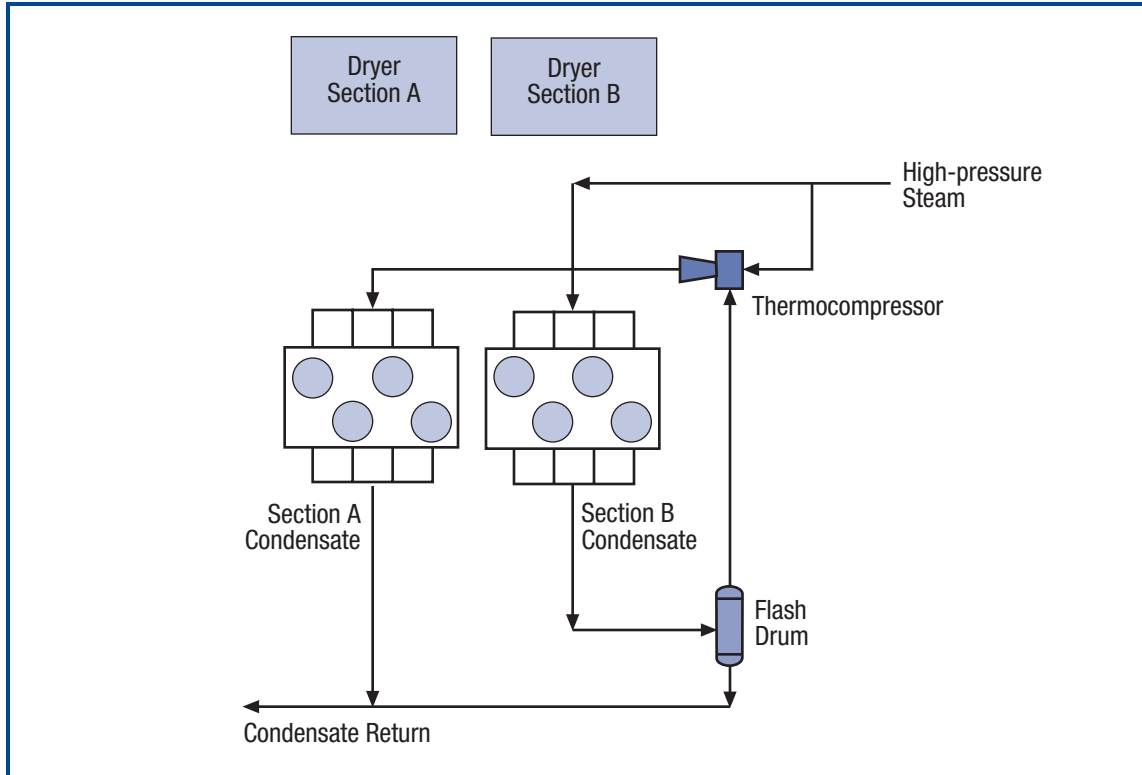 Dryer
Section A
Dryer
Section B
High-pressure
Steam
Thermocompressor
Section A
Condensate
Section B
Condensate
Flash
Drum
Condensate Return